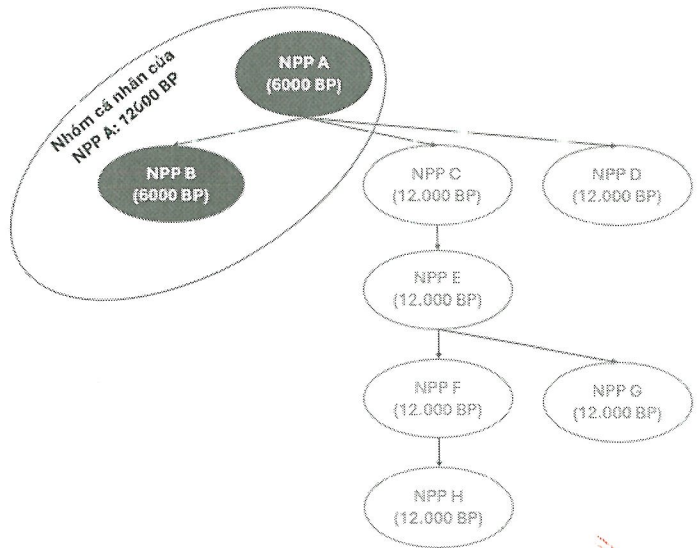 Nhóm cá nhân của
NPP A: 12000 BP
NPP A
(6000 BP)
NPP B
(6000 BP)
NPP C
(12.000 BP)
NPP D
(12.000 BP)
NPP E
(12.000 BP)
NPP F
(12.000 BP)
NPP G
(12.000 BP)
NPP H
(12.000 BP)